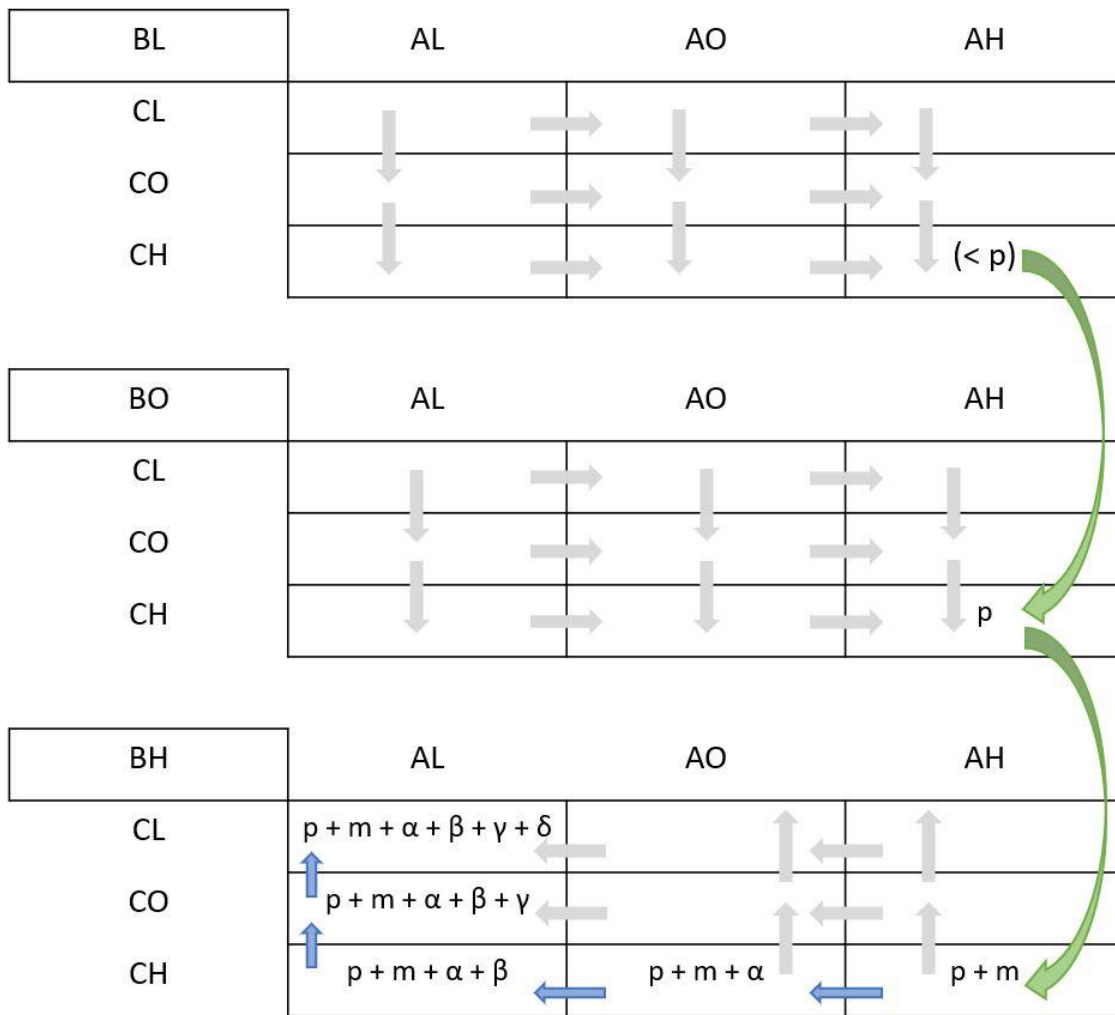 BL AL AO AH
CL
CO
CH (< p)
BO AL AO AH
CL
CO
CH p
BH AL AO AH
CL p + m + α + β + γ + δ
CO p + m + α + β + γ
CH p + m + α + β p + m + α p + m